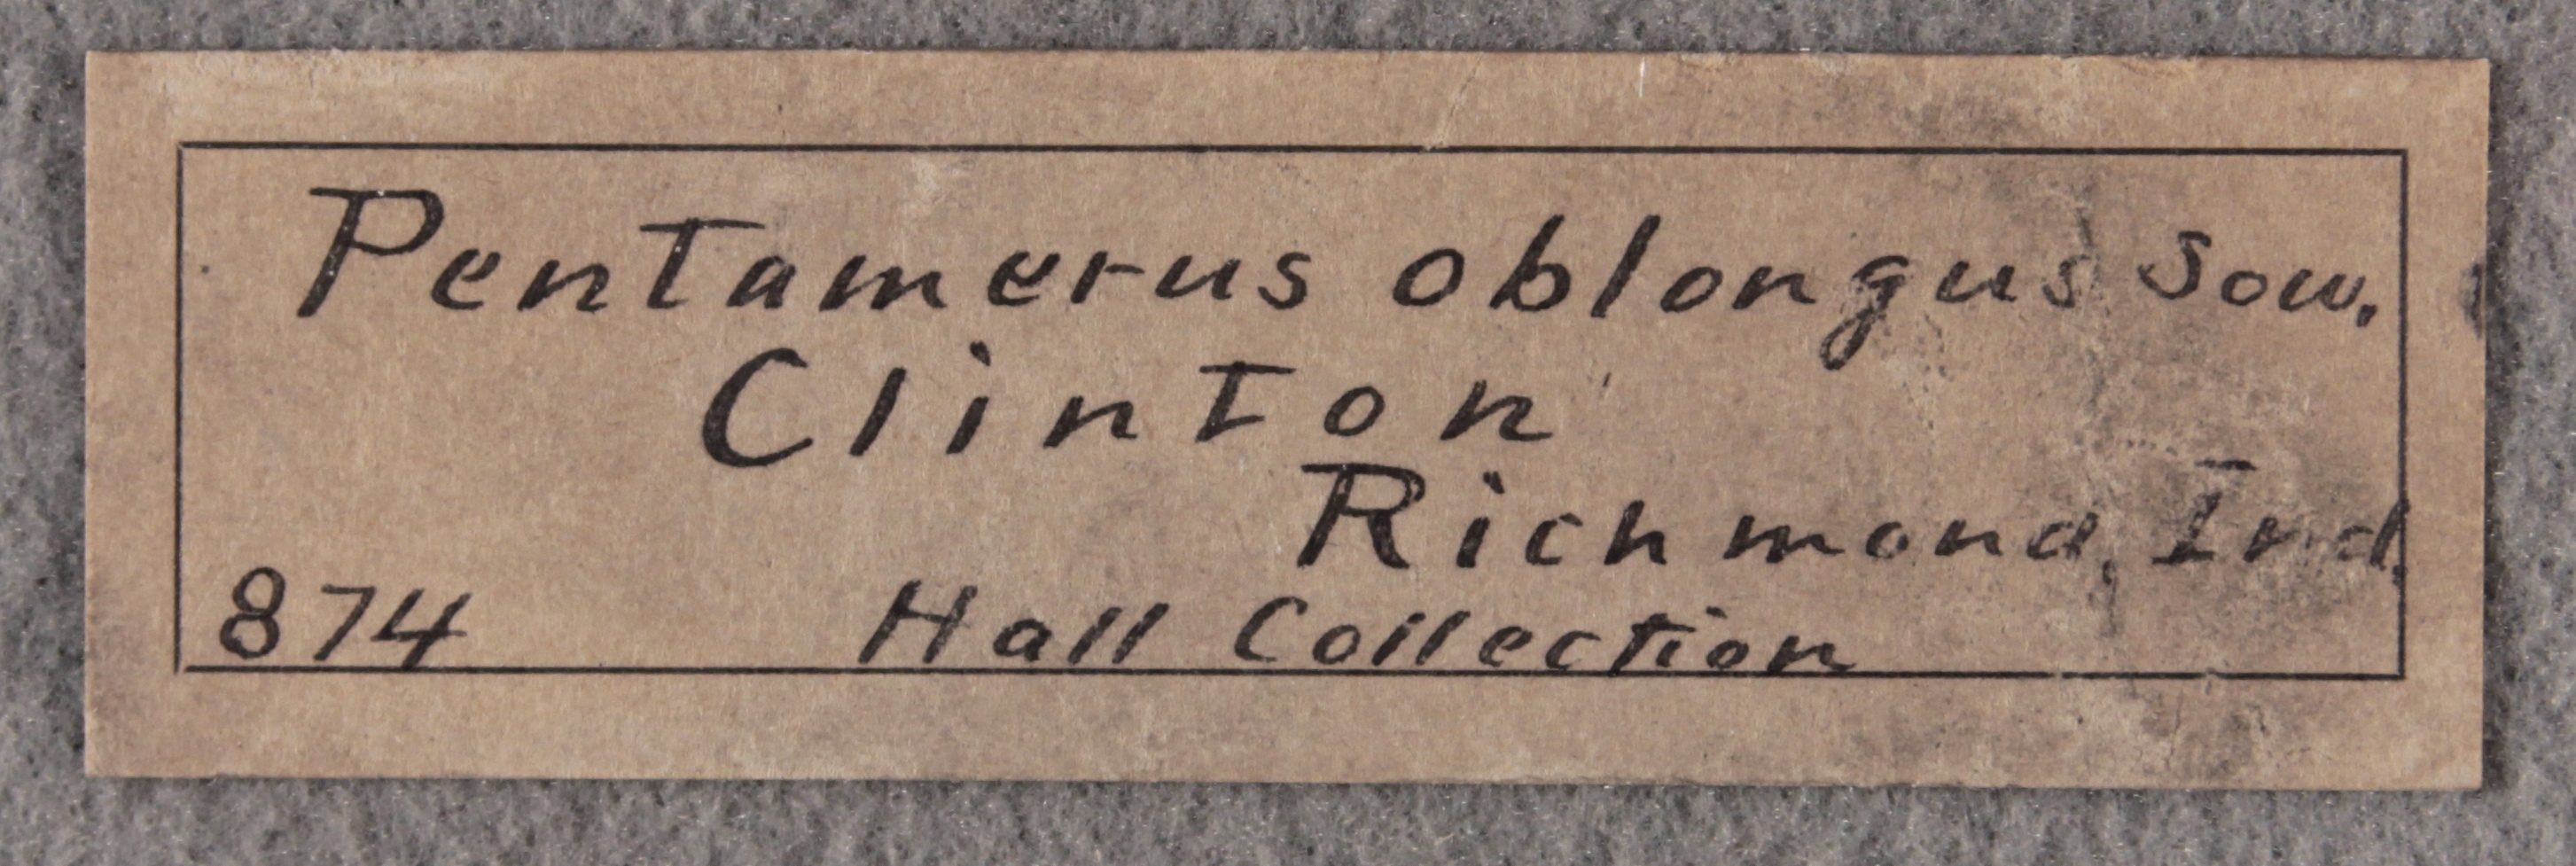 Pentamerus oblongus Sow.
Clinton
Richmond, Ind.
874 Hall Collection